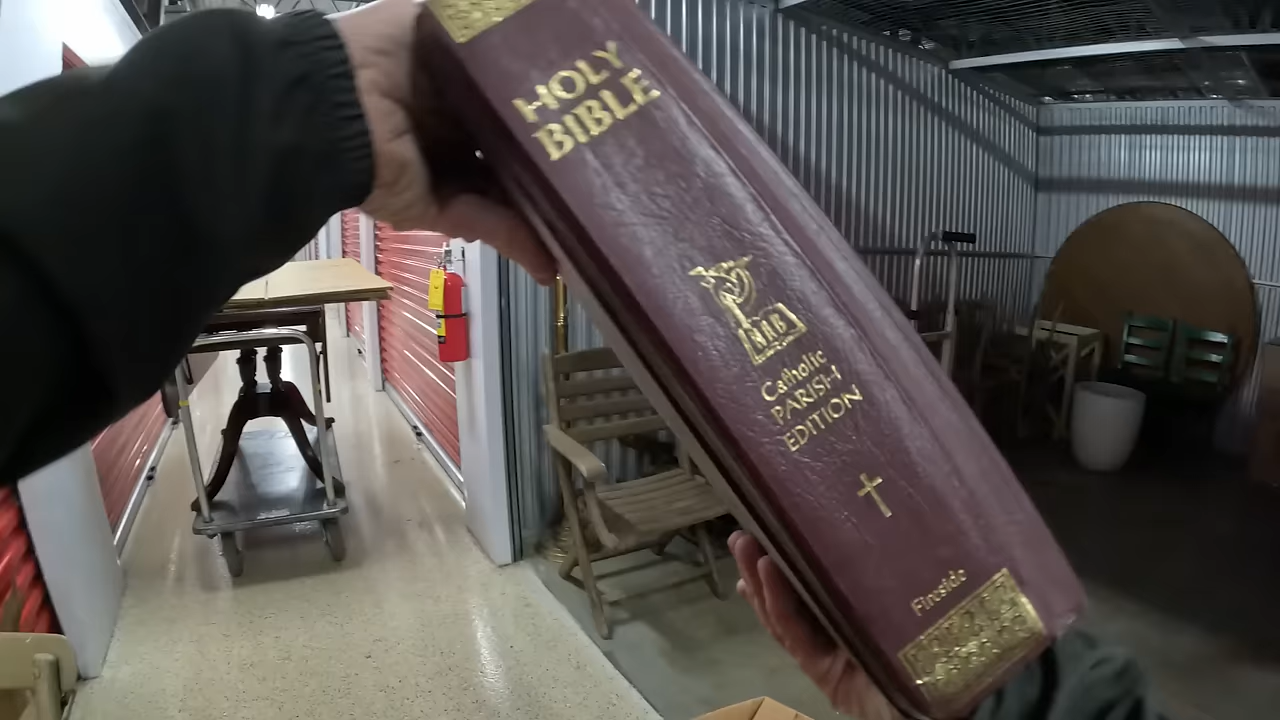 HOLY
BIBLE
NAB
Catholic
PARISH
EDITION
Fireside